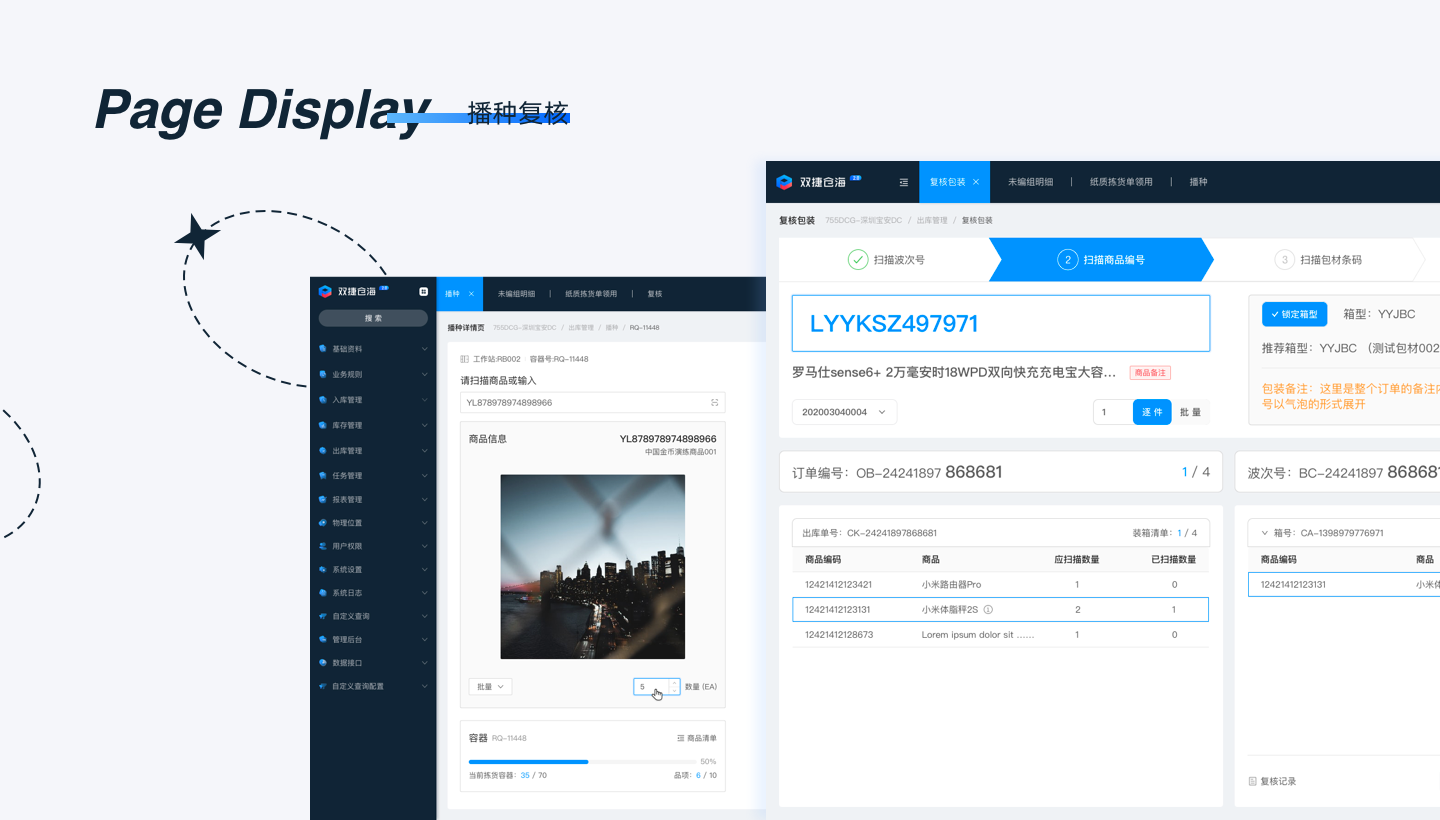 Page Display 播种复核
双捷仓海 2.0
搜 索
基础资料
业务规则
入库管理
库存管理
出库管理
任务管理
报表管理
物理位置
用户权限
系统设置
系统日志
自定义查询
管理后台
数据接口
自定义查询配置
播种 × 未编组明细 | 纸质拣货单领用 | 复核
播种详情页 755DCG-深圳宝安DC / 出库管理 / 播种 / RQ-11448
工作站:RB002 容器号:RQ-11448
请扫描商品或输入
YL878978974898966
商品信息 YL878978974898966
中国金币演练商品001
批量 5 数量 (EA)
容器 RQ-11448 商品清单
50%
当前拣货容器：35 / 70 品项：6 / 10
双捷仓海 2.0 复核包装 × 未编组明细 | 纸质拣货单领用 | 播种
复核包装 755DCG-深圳宝安DC / 出库管理 / 复核包装
扫描波次号 2 扫描商品编号 3 扫描包材条码
LYYKSZ497971
罗马仕sense6+ 2万毫安时18WPD双向快充充电宝大容... 商品备注
202003040004 1 逐 件 批 量
锁定箱型 箱型：YYJBC
推荐箱型：YYJBC （测试包材002
包装备注：这里是整个订单的备注内
号以气泡的形式展开
订单编号：OB-24241897 868681 1 / 4
波次号：BC-24241897 868681
出库单号：CK-24241897868681 装箱清单：1 / 4
商品编码 商品 应扫描数量 已扫描数量
12421412123421 小米路由器Pro 1 0
12421412123131 小米体脂秤2S 2 1
12421412128673 Lorem ipsum dolor sit ...... 1 0
箱号：CA-1398979776971
商品编码 商品
12421412123131 小米体
复核记录